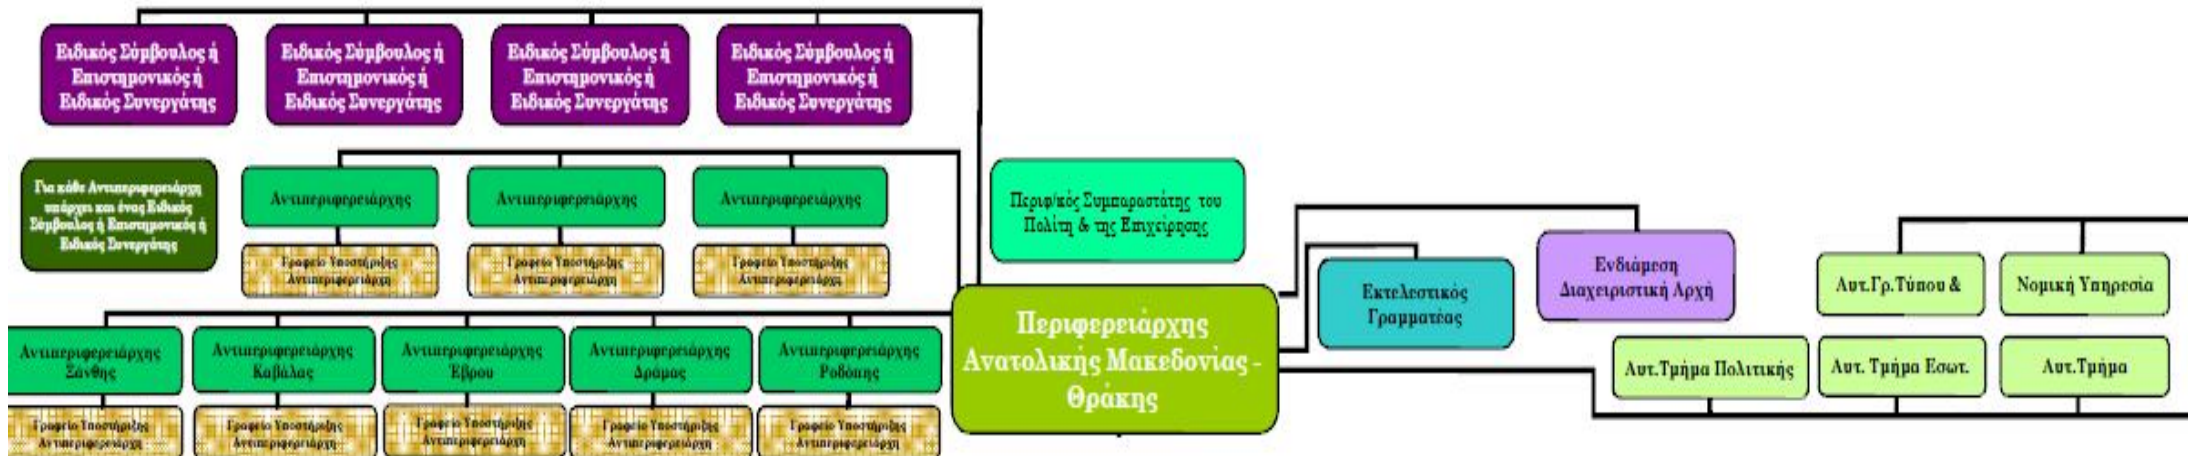 Ειδικός Σύμβουλος ή
Επιστημονικός ή
Ειδικός Συνεργάτης
Ειδικός Σύμβουλος ή
Επιστημονικός ή
Ειδικός Συνεργάτης
Ειδικός Σύμβουλος ή
Επιστημονικός ή
Ειδικός Συνεργάτης
Ειδικός Σύμβουλος ή
Επιστημονικός ή
Ειδικός Συνεργάτης
Για κάθε Αντιπεριφερειάρχη
υπάρχει και ένας Ειδικός
Σύμβουλος ή Επιστημονικός ή
Ειδικός Συνεργάτης
Αντιπεριφερειάρχης
Αντιπεριφερειάρχης
Αντιπεριφερειάρχης
Γραφείο Υποστήριξης
Αντιπεριφερειάρχη
Γραφείο Υποστήριξης
Αντιπεριφερειάρχη
Γραφείο Υποστήριξης
Αντιπεριφερειάρχη
Περιφ/κός Συμπαραστάτης του
Πολίτη & της Επιχείρησης
Αντιπεριφερειάρχης
Ξάνθης
Αντιπεριφερειάρχης
Καβάλας
Αντιπεριφερειάρχης
Έβρου
Αντιπεριφερειάρχης
Δράμας
Αντιπεριφερειάρχης
Ροδόπης
Γραφείο Υποστήριξης
Αντιπεριφερειάρχη
Γραφείο Υποστήριξης
Αντιπεριφερειάρχη
Γραφείο Υποστήριξης
Αντιπεριφερειάρχη
Γραφείο Υποστήριξης
Αντιπεριφερειάρχη
Γραφείο Υποστήριξης
Αντιπεριφερειάρχη
Περιφερειάρχης
Ανατολικής Μακεδονίας -
Θράκης
Εκτελεστικός
Γραμματέας
Ενδιάμεση
Διαχειριστική Αρχή
Αυτ.Γρ.Τύπου &
Νομική Υπηρεσία
Αυτ.Τμήμα Πολιτικής
Αυτ. Τμήμα Εσωτ.
Αυτ.Τμήμα